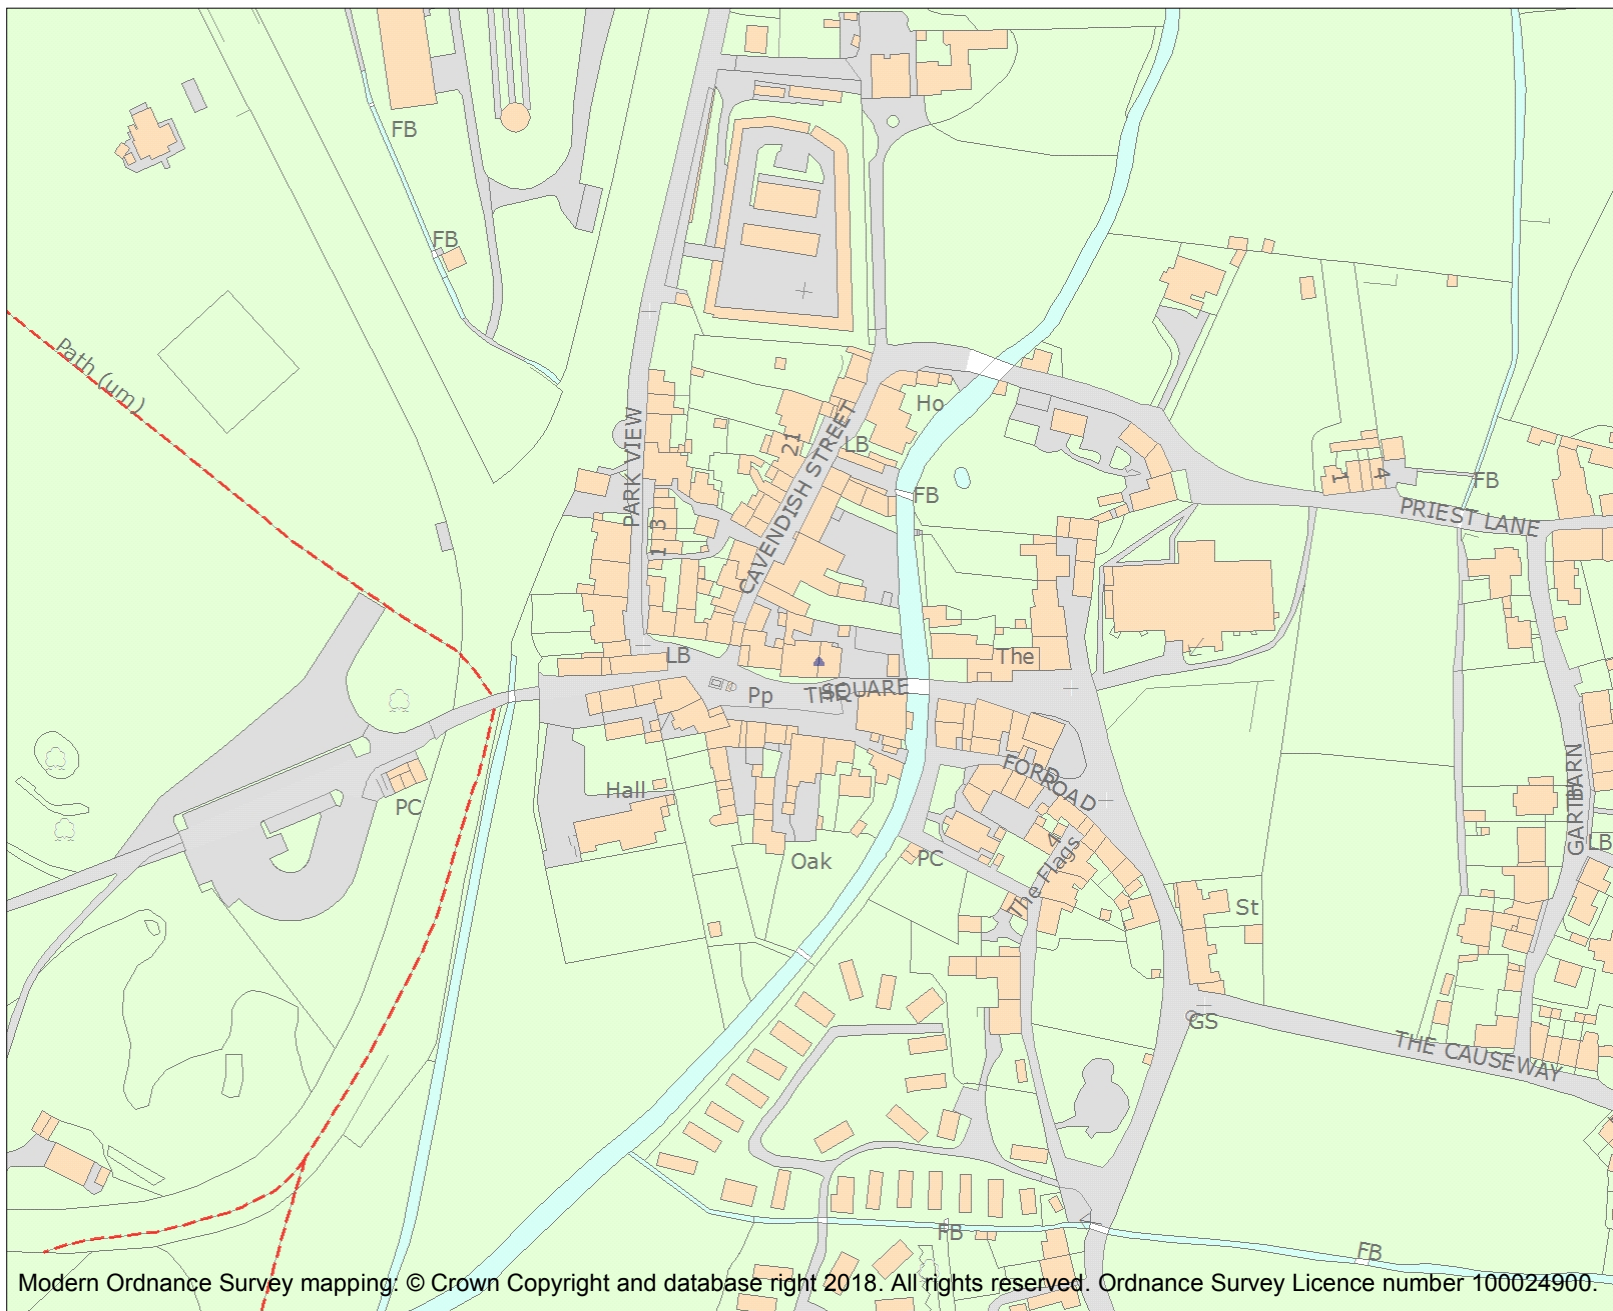 FB
FB
Path (um)
PARK VIEW
Ho
21
LB
CAVENDISH STREET
FB
1
4
FB
PRIEST LANE
3
1
LB
The
Pp
THE
SQUARE
FORD
ROAD
Hall
PC
GARTBARN
LB
Oak
PC
4
The Flags
St
GS
THE CAUSEWAY
FB
FB
Modern Ordnance Survey mapping: © Crown Copyright and database right 2018. All rights reserved. Ordnance Survey Licence number 100024900.